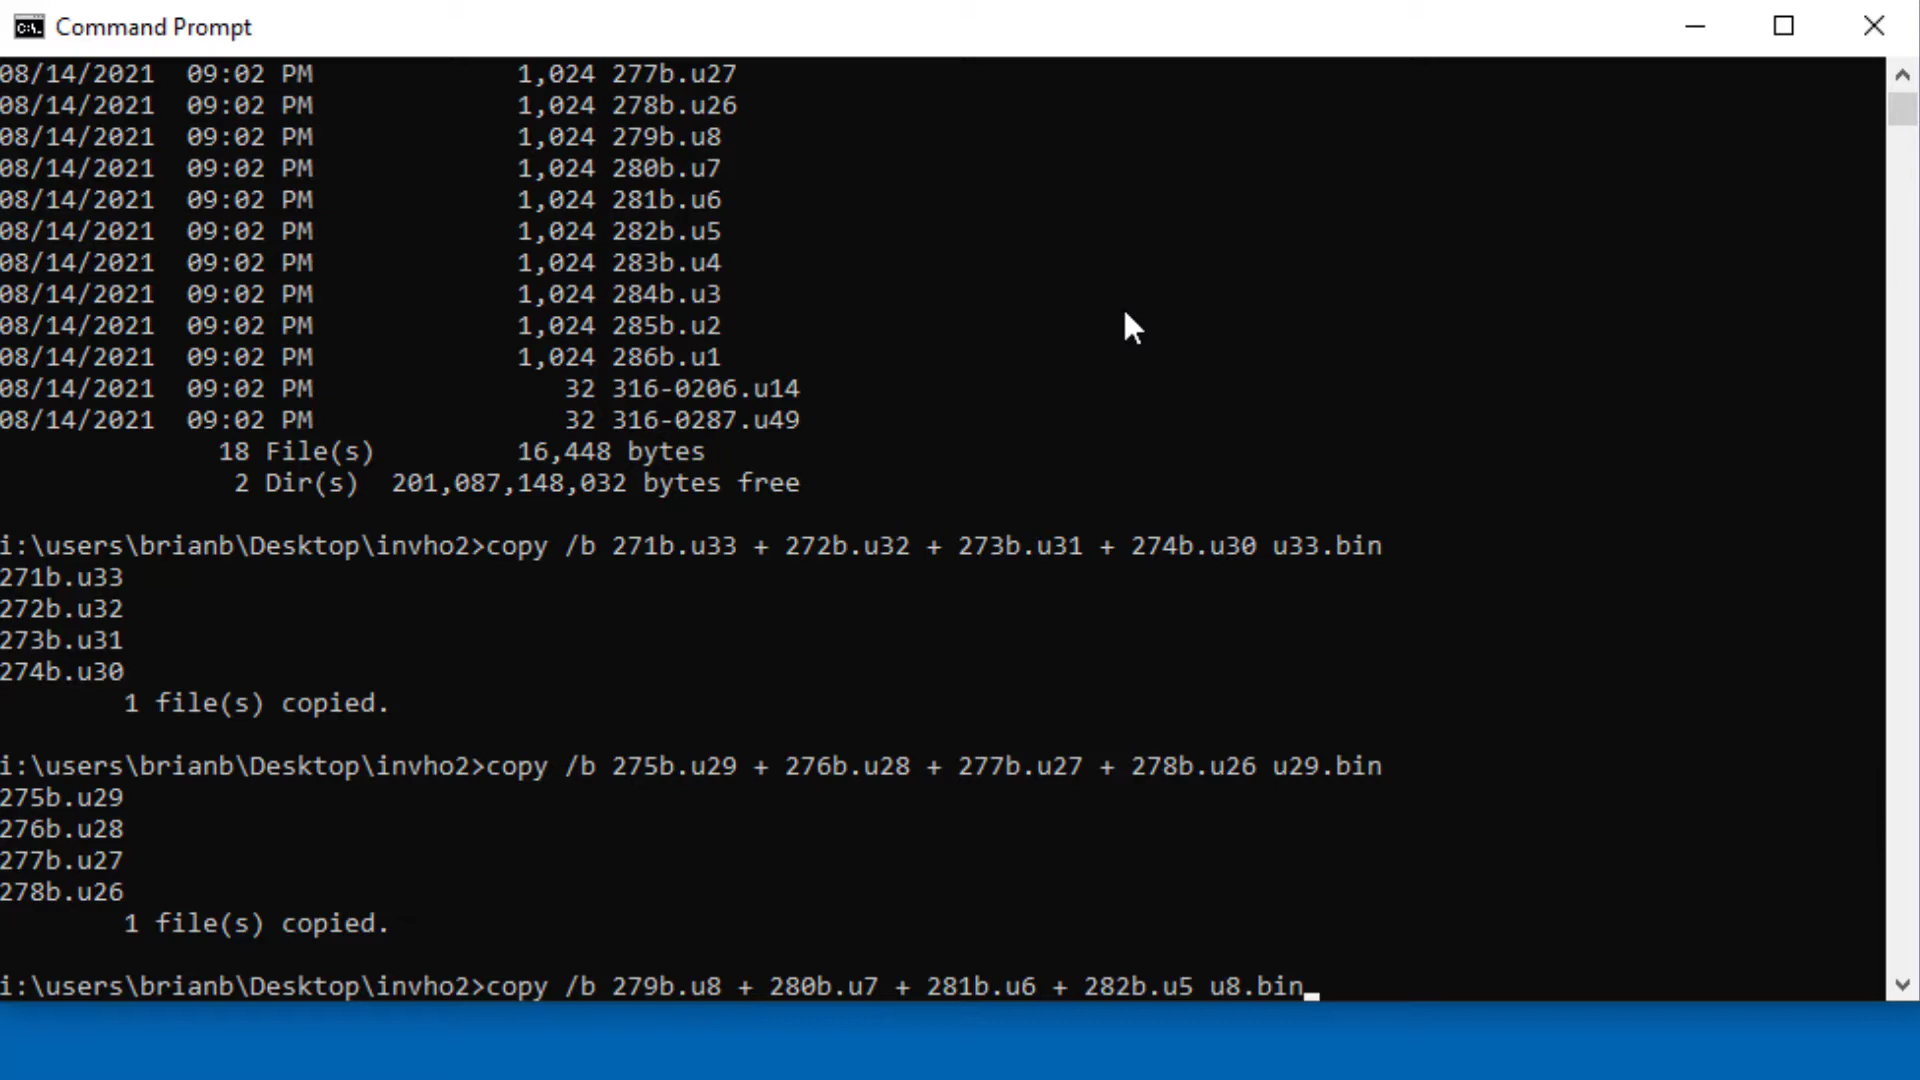 Command Prompt
08/14/2021  09:02 PM             1,024 277b.u27
08/14/2021  09:02 PM             1,024 278b.u26
08/14/2021  09:02 PM             1,024 279b.u8
08/14/2021  09:02 PM             1,024 280b.u7
08/14/2021  09:02 PM             1,024 281b.u6
08/14/2021  09:02 PM             1,024 282b.u5
08/14/2021  09:02 PM             1,024 283b.u4
08/14/2021  09:02 PM             1,024 284b.u3
08/14/2021  09:02 PM             1,024 285b.u2
08/14/2021  09:02 PM             1,024 286b.u1
08/14/2021  09:02 PM                32 316-0206.u14
08/14/2021  09:02 PM                32 316-0287.u49
              18 File(s)         16,448 bytes
               2 Dir(s)  201,087,148,032 bytes free
i:\users\brianb\Desktop\invho2>copy /b 271b.u33 + 272b.u32 + 273b.u31 + 274b.u30 u33.bin
271b.u33
272b.u32
273b.u31
274b.u30
        1 file(s) copied.
i:\users\brianb\Desktop\invho2>copy /b 275b.u29 + 276b.u28 + 277b.u27 + 278b.u26 u29.bin
275b.u29
276b.u28
277b.u27
278b.u26
        1 file(s) copied.
i:\users\brianb\Desktop\invho2>copy /b 279b.u8 + 280b.u7 + 281b.u6 + 282b.u5 u8.bin